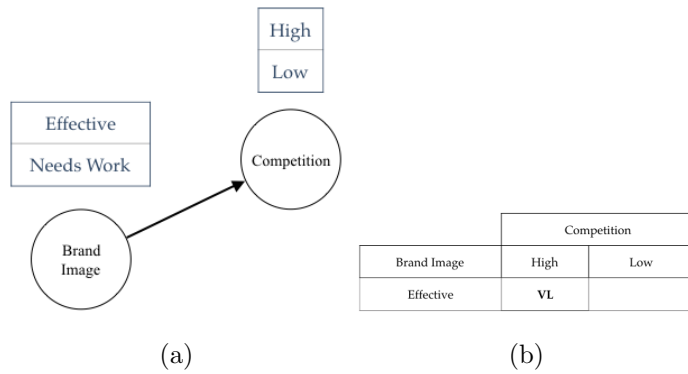 High
Low
Effective
Needs Work
Competition
Brand
Image
Competition
Brand Image High Low
Effective VL
(a) (b)